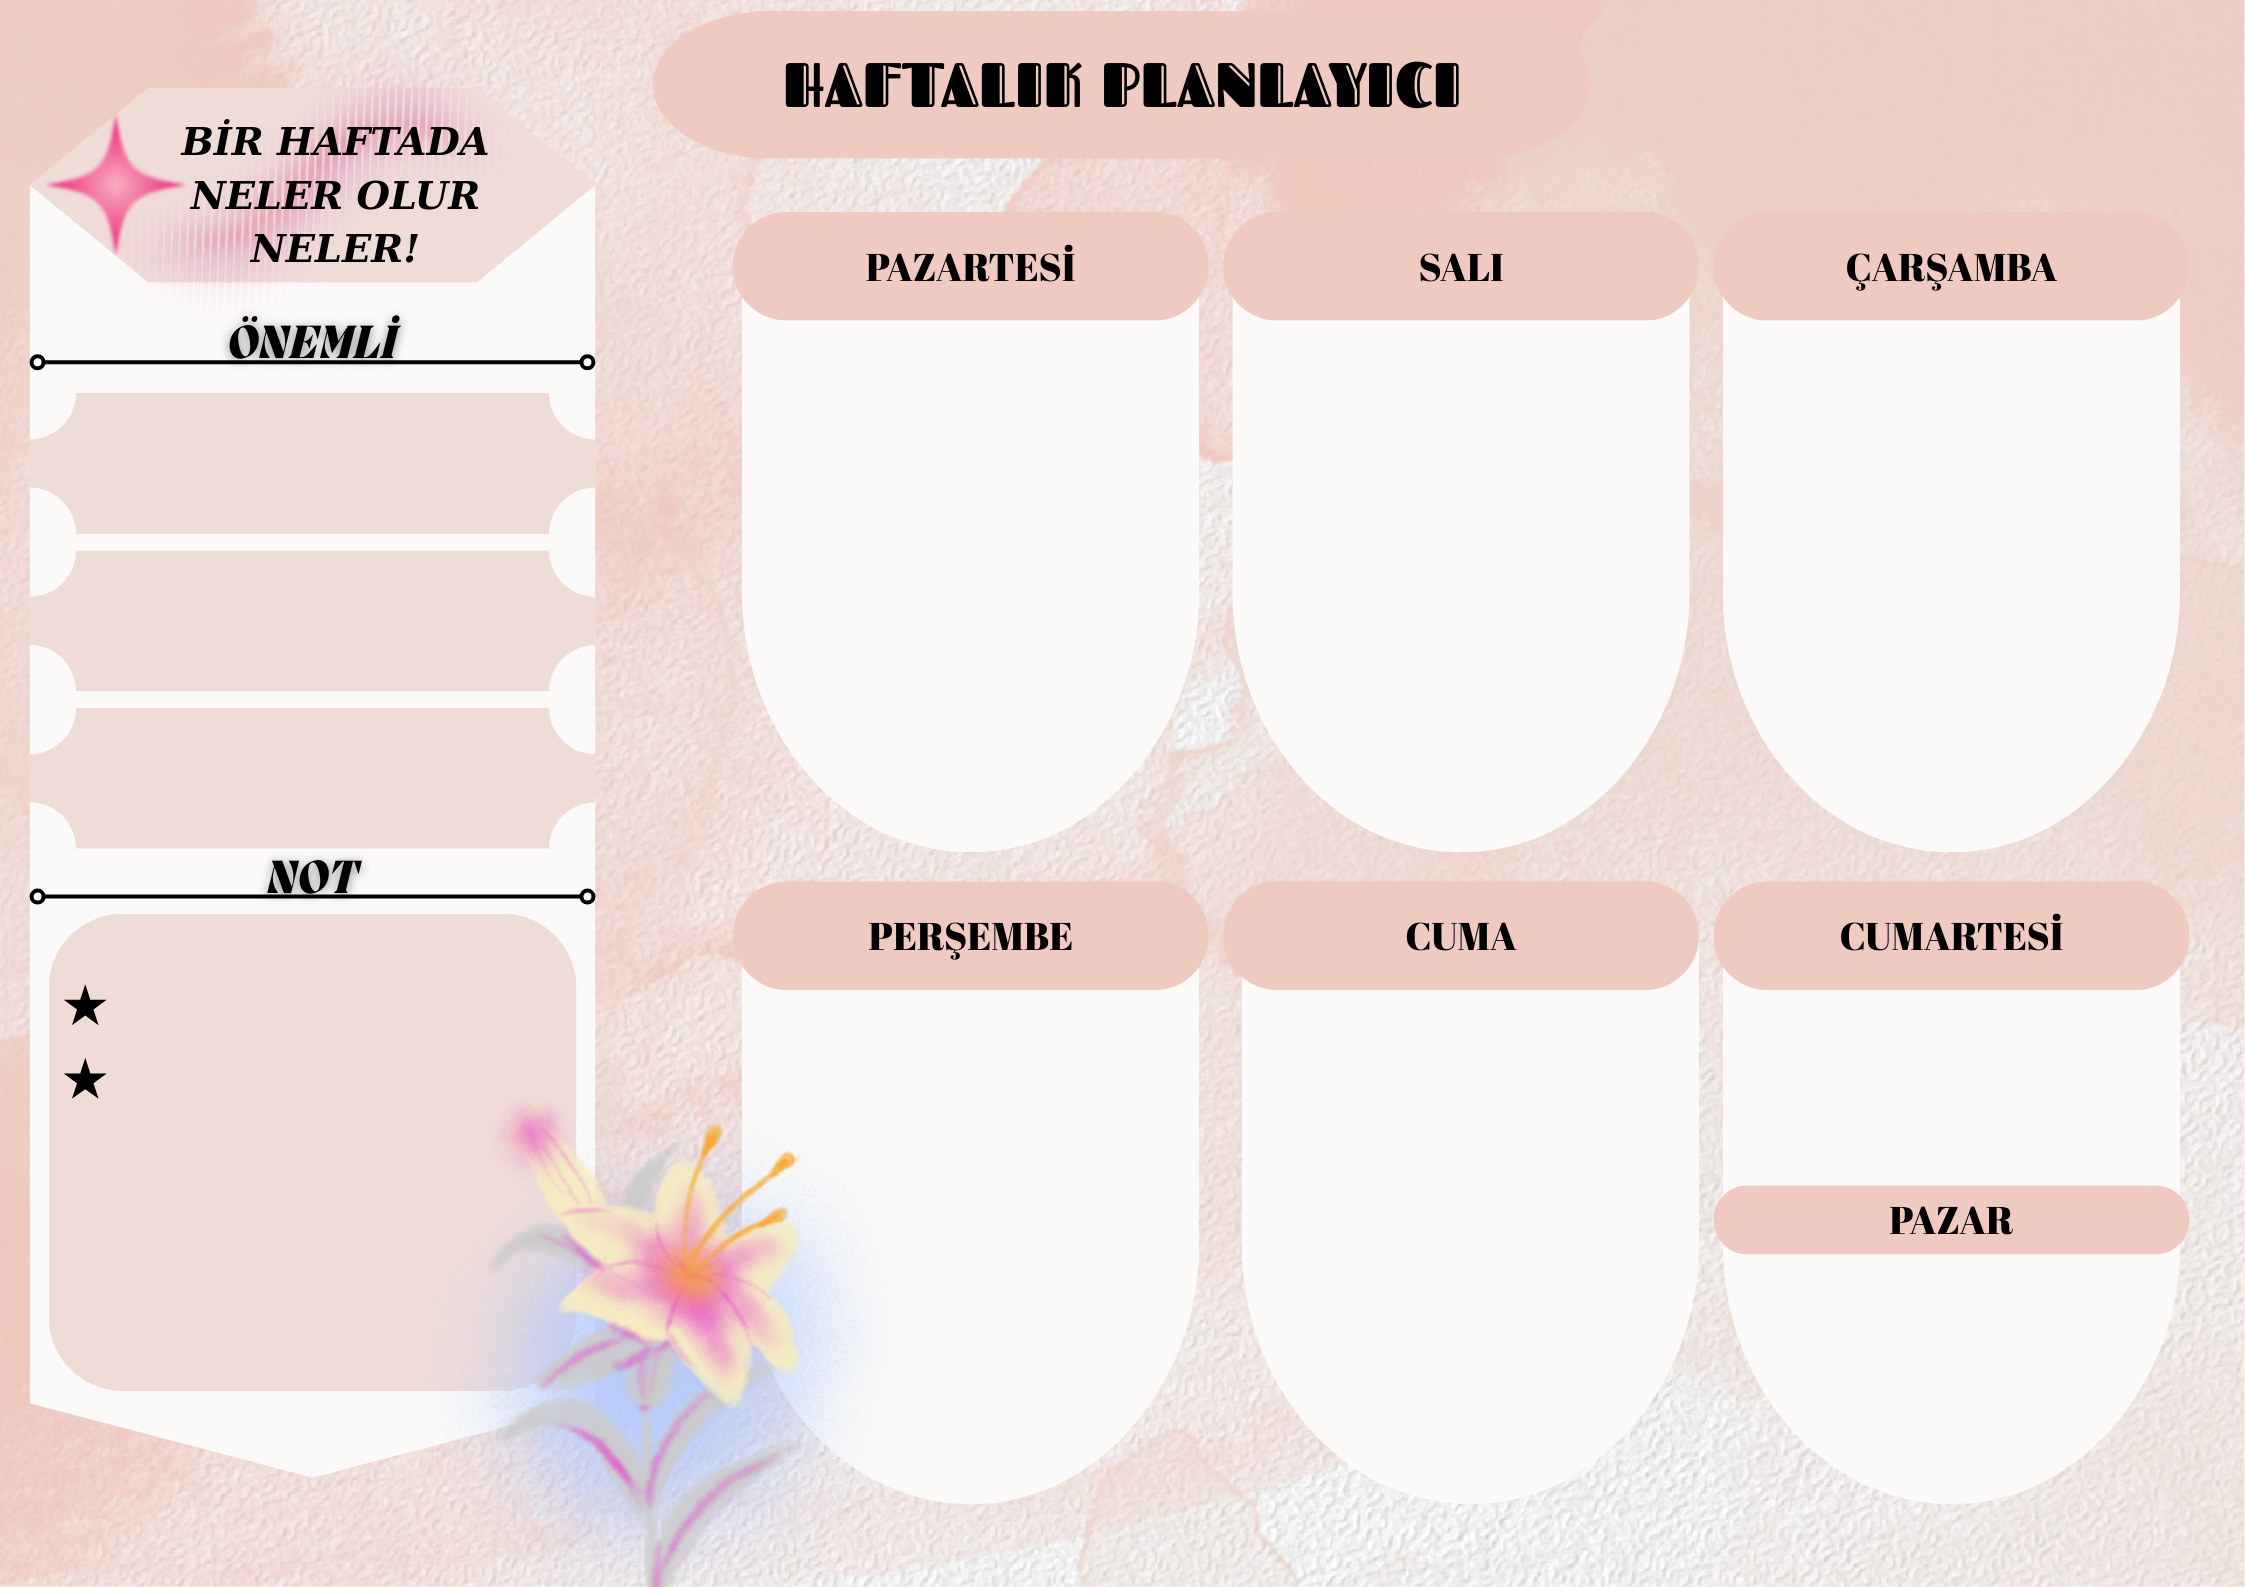 HAFTALIK PLANLAYICI
BİR HAFTADA
NELER OLUR
NELER!
ÖNEMLİ
NOT
PAZARTESİ
SALI
ÇARŞAMBA
PERŞEMBE
CUMA
CUMARTESİ
PAZAR